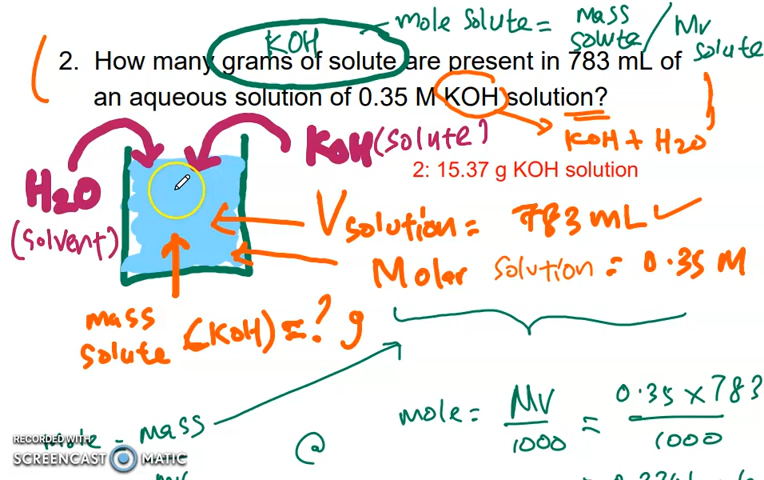 mole solute = mass solute / Mv solute
KOH
2. How many grams of solute are present in 783 mL of
an aqueous solution of 0.35 M KOH solution?
KOH + H2O
KOH (solute)
2: 15.37 g KOH solution
H2O
(solvent)
V solution = 783 mL
Molar solution = 0.35 M
mass
solute (KOH) = ? g
mole = MV / 1000 = 0.35 x 783 / 1000
mole = mass
@
RECORDED WITH
SCREENCAST MATIC